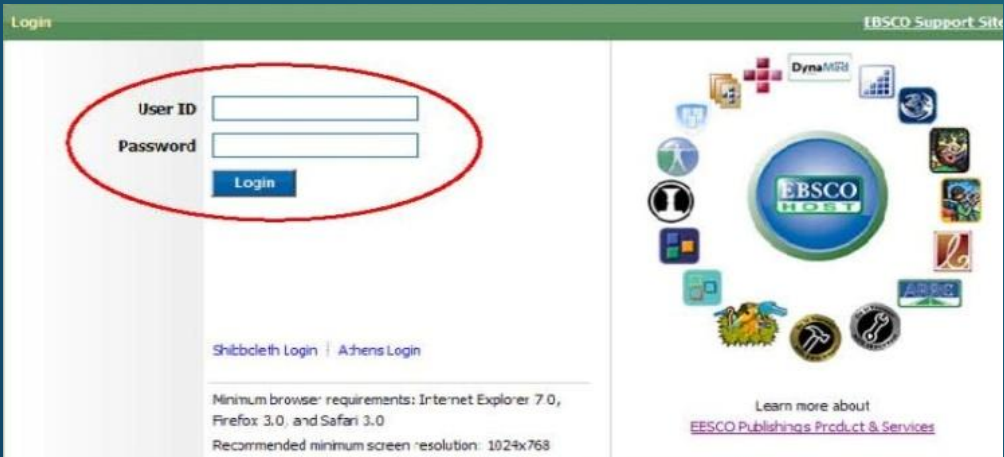 Login
EBSCO Support Site
User ID
Password
Login
DynaMed
EBSCO
HOST
Shibboleth Login | Athens Login
Minimum browser requirements: Internet Explorer 7.0,
Firefox 3.0, and Safari 3.0
Recommended minimum screen resolution: 1024x768
Learn more about
EBSCO Publishing's Product & Services